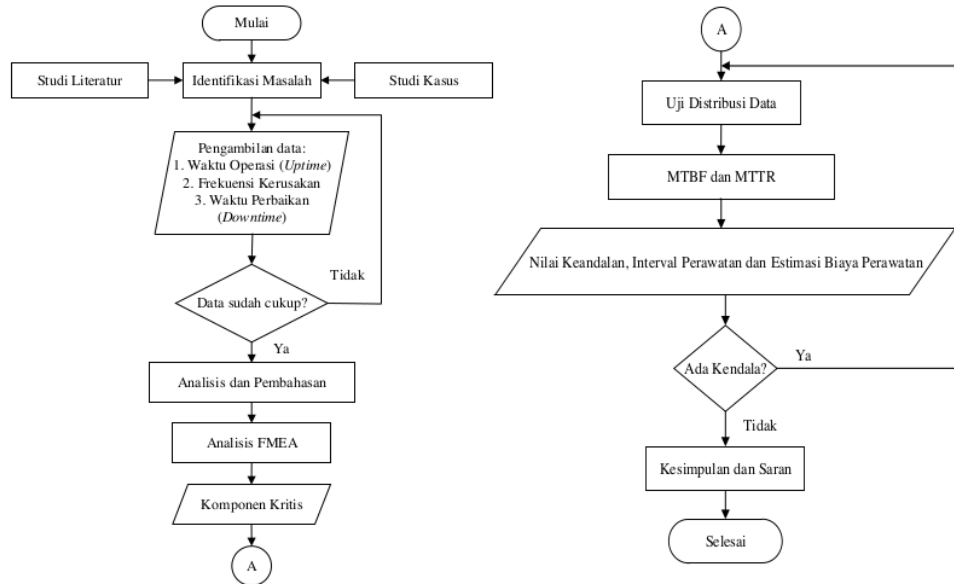 Mulai
Studi Literatur
Identifikasi Masalah
Studi Kasus
Pengambilan data:
1. Waktu Operasi (Uptime)
2. Frekuensi Kerusakan
3. Waktu Perbaikan
(Downtime)
Tidak
Data sudah cukup?
Ya
Analisis dan Pembahasan
Analisis FMEA
Komponen Kritis
A
A
Uji Distribusi Data
MTBF dan MTTR
Nilai Keandalan, Interval Perawatan dan Estimasi Biaya Perawatan
Ada Kendala?
Ya
Tidak
Kesimpulan dan Saran
Selesai